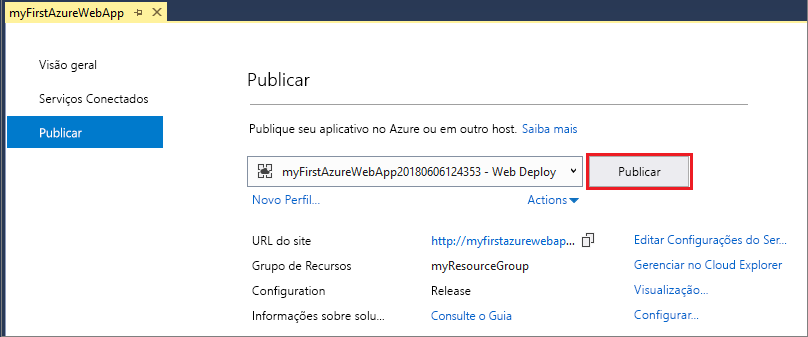 myFirstAzureWebApp
Visão geral
Serviços Conectados
Publicar
Publicar
Publique seu aplicativo no Azure ou em outro host. Saiba mais
myFirstAzureWebApp20180606124353 - Web Deploy
Publicar
Novo Perfil...
Actions
URL do site
http://myfirstazurewebap...
Editar Configurações do Ser...
Grupo de Recursos
myResourceGroup
Gerenciar no Cloud Explorer
Configuration
Release
Visualização...
Informações sobre solu...
Consulte o Guia
Configurar...